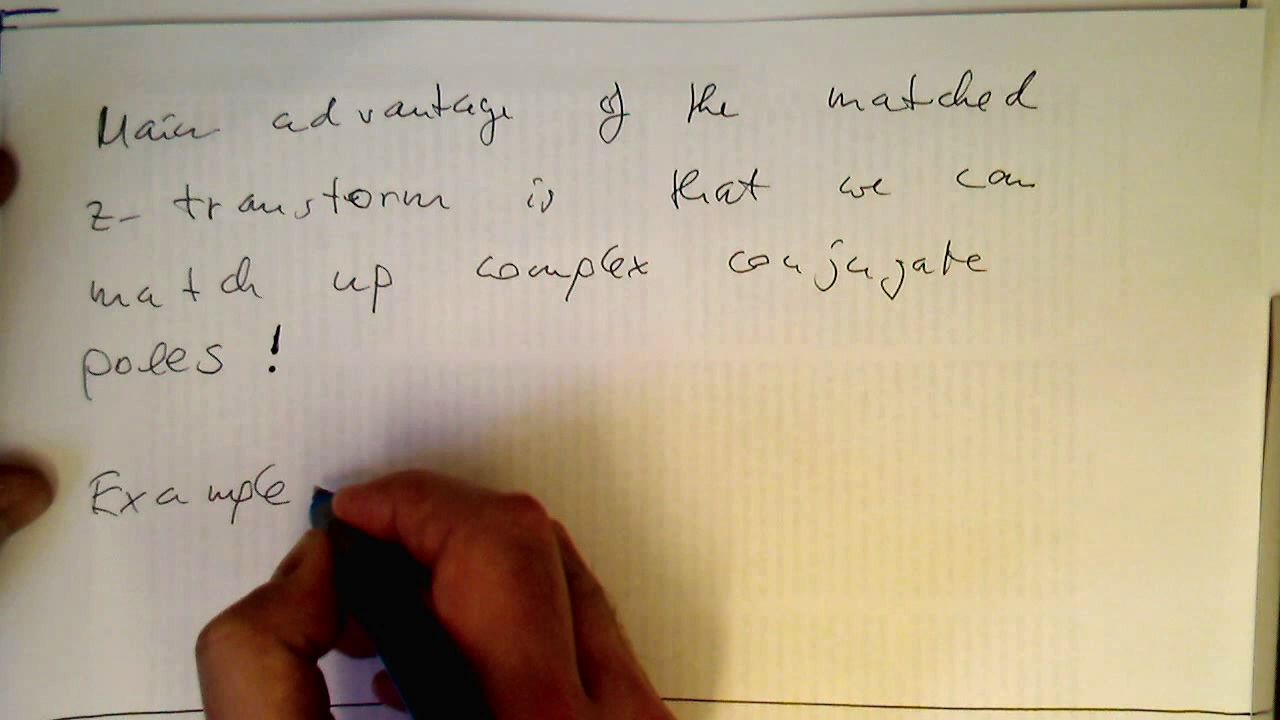 Main advantage of the matched
z- transform is that we can
match up complex conjugate
poles !
Example